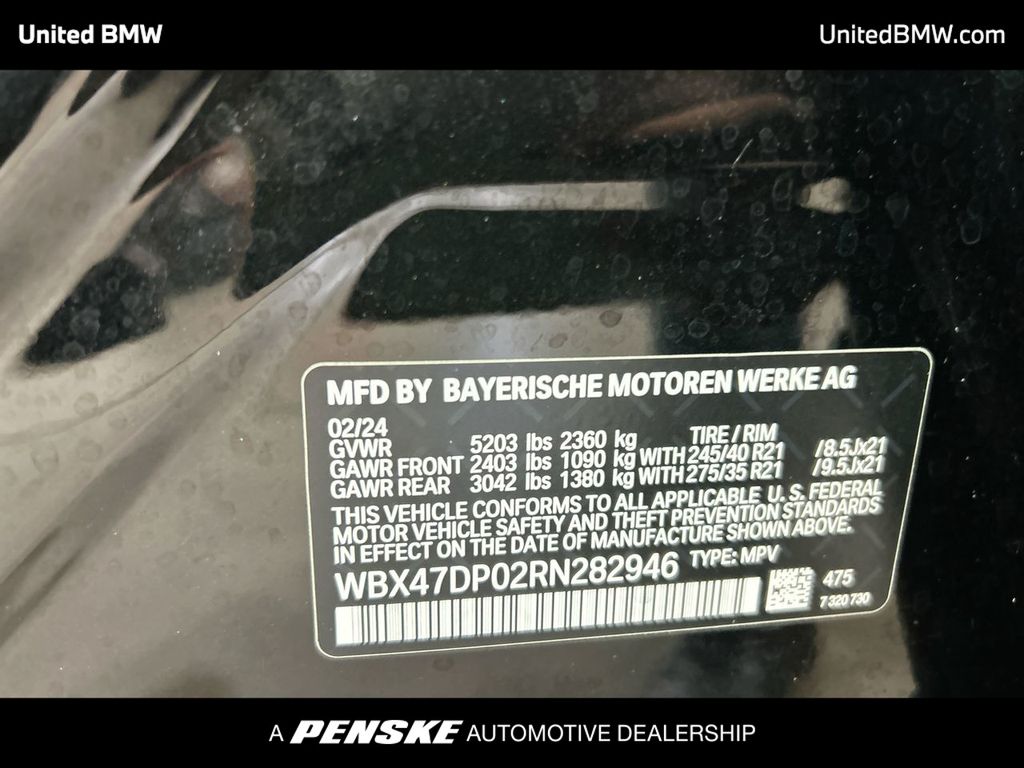 United BMW
UnitedBMW.com
MFD BY BAYERISCHE MOTOREN WERKE AG
02/24
GVWR 5203 lbs 2360 kg TIRE / RIM
GAWR FRONT 2403 lbs 1090 kg WITH 245/40 R21 /8.5Jx21
GAWR REAR 3042 lbs 1380 kg WITH 275/35 R21 /9.5Jx21
THIS VEHICLE CONFORMS TO ALL APPLICABLE U.S. FEDERAL
MOTOR VEHICLE SAFETY AND THEFT PREVENTION STANDARDS
IN EFFECT ON THE DATE OF MANUFACTURE SHOWN ABOVE.
WBX47DP02RN282946 TYPE: MPV
475
7 320 730
A PENSKE AUTOMOTIVE DEALERSHIP